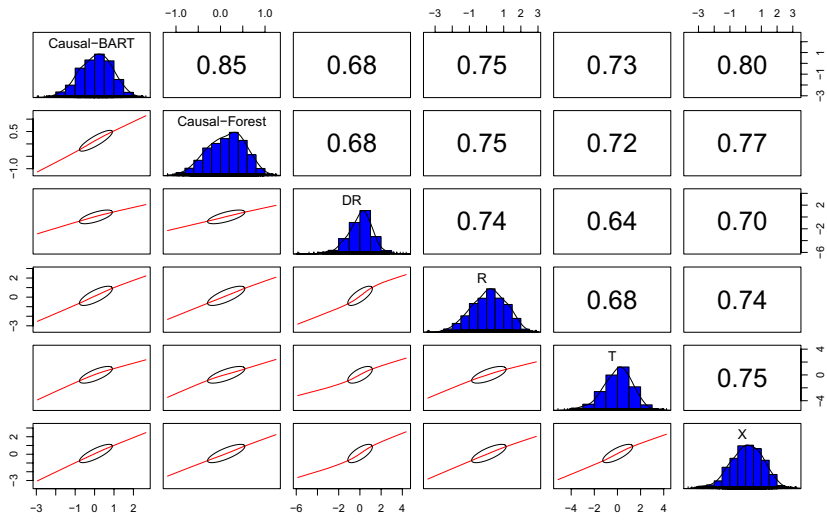 −1.0 0.0 1.0
−3 −1 1 3
−3 −1 1 2 3
Causal−BART
0.85
0.68
0.75
0.73
0.80
−3 −1 1
Causal−Forest
0.68
0.75
0.72
0.77
−1.0 0.5
DR
0.74
0.64
0.70
−6 −2 2
R
0.68
0.74
−3 0 2
T
0.75
−4 0 2 4
X
−3 0 2
−3 −2 −1 0 1 2
−6 −4 −2 0 2 4
−4 −2 0 2 4